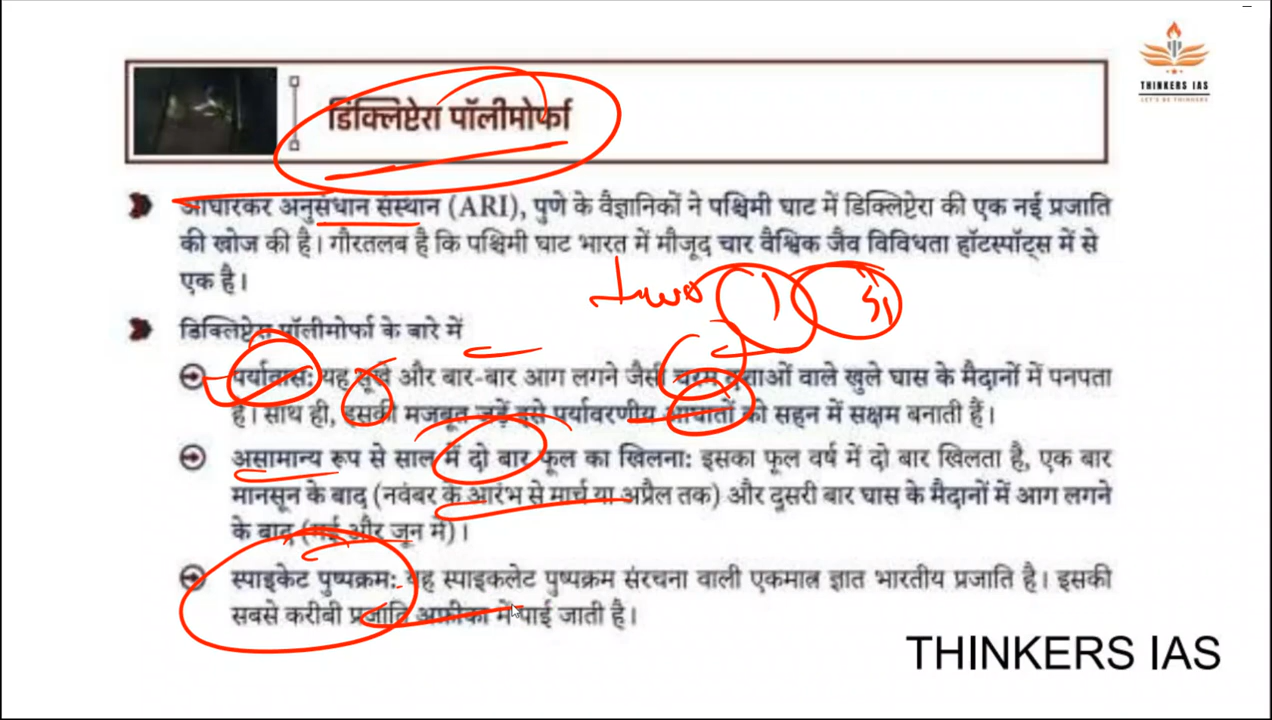 THINKERS IAS
LET'S BE THINKERS
डिक्लिप्टेरा पॉलीमोर्फा
आघारकर अनुसंधान संस्थान (ARI), पुणे के वैज्ञानिकों ने पश्चिमी घाट में डिक्लिप्टेरा की एक नई प्रजाति
की खोज की है। गौरतलब है कि पश्चिमी घाट भारत में मौजूद चार वैश्विक जैव विविधता हॉटस्पॉट्स में से
एक है।
डिक्लिप्टेरा पॉलीमोर्फा के बारे में
पर्यावास: यह सूखे और बार-बार आग लगने जैसी चरम दशाओं वाले खुले घास के मैदानों में पनपता
है। साथ ही, इसकी मजबूत जड़ें इसे पर्यावरणीय आघातों को सहन में सक्षम बनाती हैं।
असामान्य रूप से साल में दो बार फूल का खिलना: इसका फूल वर्ष में दो बार खिलता है, एक बार
मानसून के बाद (नवंबर के आरंभ से मार्च या अप्रैल तक) और दूसरी बार घास के मैदानों में आग लगने
के बाद (मई और जून में)।
स्पाइकेट पुष्पक्रम: यह स्पाइकलेट पुष्पक्रम संरचना वाली एकमात्र ज्ञात भारतीय प्रजाति है। इसकी
सबसे करीबी प्रजाति अफ्रीका में पाई जाती है।
THINKERS IAS